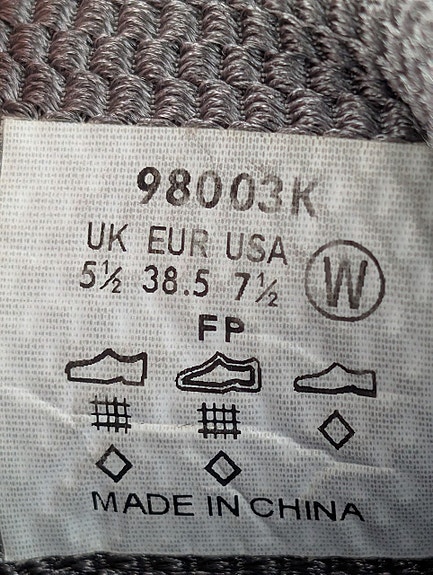 98003K
UK EUR USA
5½ 38.5 7½ W
FP
MADE IN CHINA